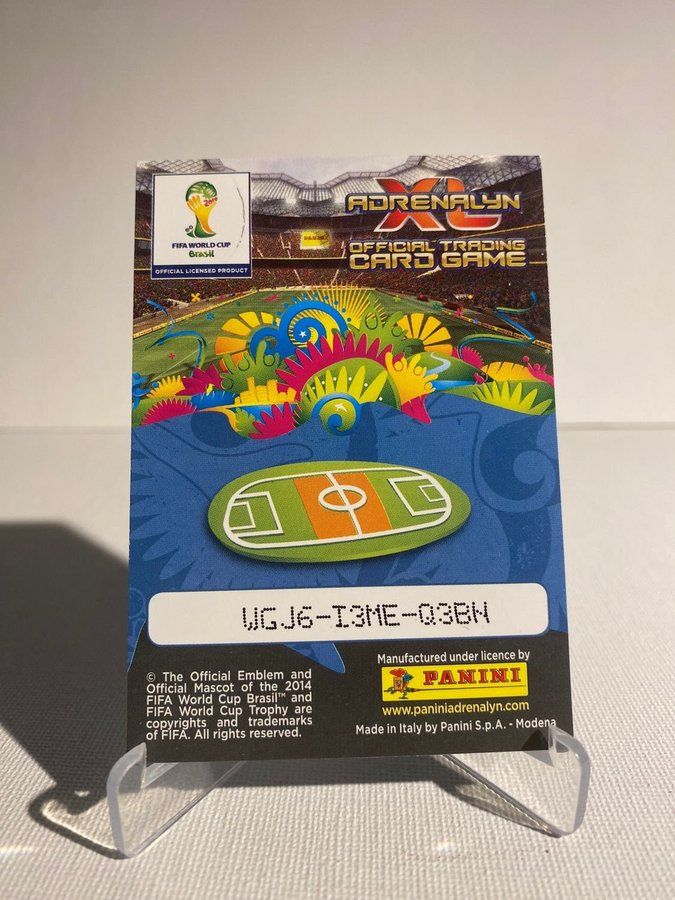 2014
FIFA WORLD CUP
Brasil
OFFICIAL LICENSED PRODUCT
ADRENALYN
XL
OFFICIAL TRADING
CARD GAME
PANINI
WGJ6-I3ME-Q3BN
© The Official Emblem and
Official Mascot of the 2014
FIFA World Cup Brasil™ and
FIFA World Cup Trophy are
copyrights and trademarks
of FIFA. All rights reserved.
Manufactured under licence by
PANINI
www.paniniadrenalyn.com
Made in Italy by Panini S.p.A. - Modena